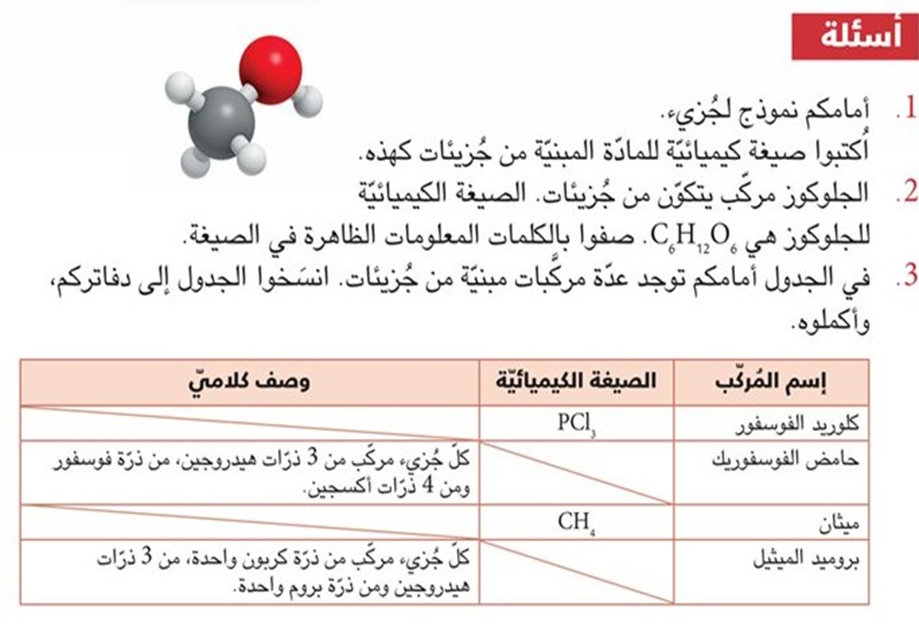 أسئلة
1. أمامكم نموذج لجُزيء.
أُكتبوا صيغة كيميائيّة للمادّة المبنيّة من جُزيئات كهذه.
2. الجلوكوز مركّب يتكوّن من جُزيئات. الصيغة الكيميائيّة
للجلوكوز هي C₆H₁₂O₆. صفوا بالكلمات المعلومات الظاهرة في الصيغة.
3. في الجدول أمامكم توجد عدّة مركَّبات مبنيّة من جُزيئات. انسَخوا الجدول إلى دفاتركم،
وأكملوه.
إسم المُركّب الصيغة الكيميائيّة وصف كلاميّ
كلوريد الفوسفور PCl₃
حامض الفوسفوريك كلّ جُزيء مركّب من 3 ذرّات هيدروجين، من ذرّة فوسفور
ومن 4 ذرّات أكسجين.
ميثان CH₄
بروميد الميثيل كلّ جُزيء مركّب من ذرّة كربون واحدة، من 3 ذرّات
هيدروجين ومن ذرّة بروم واحدة.